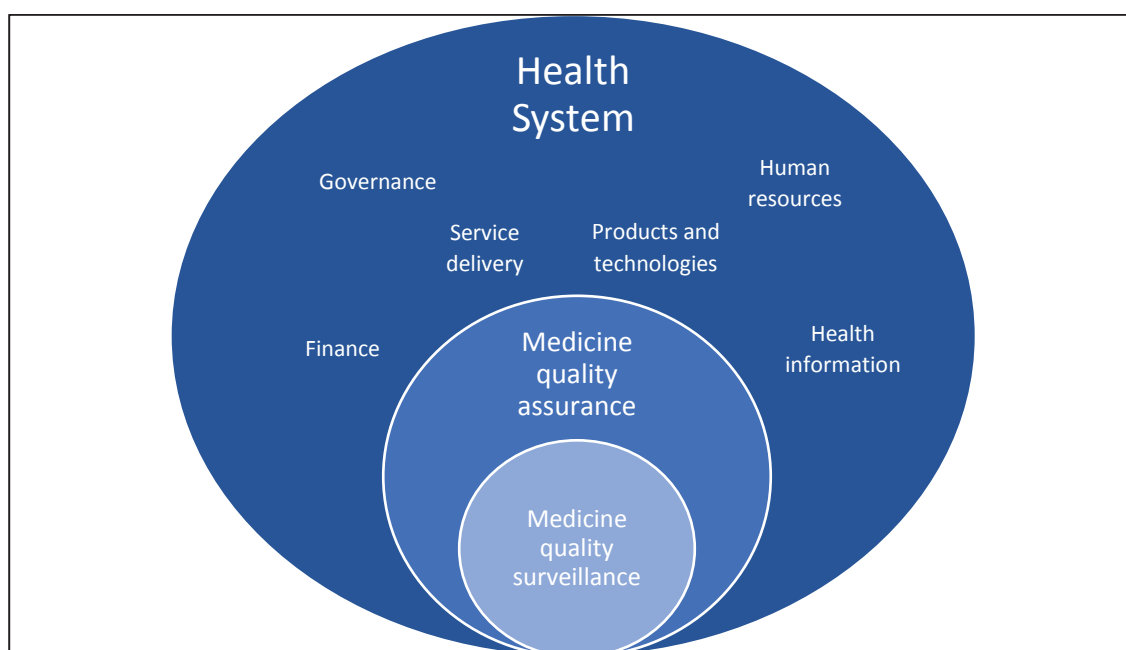 Health
System
Governance
Human
resources
Service
delivery
Products and
technologies
Finance
Health
information
Medicine
quality
assurance
Medicine
quality
surveillance